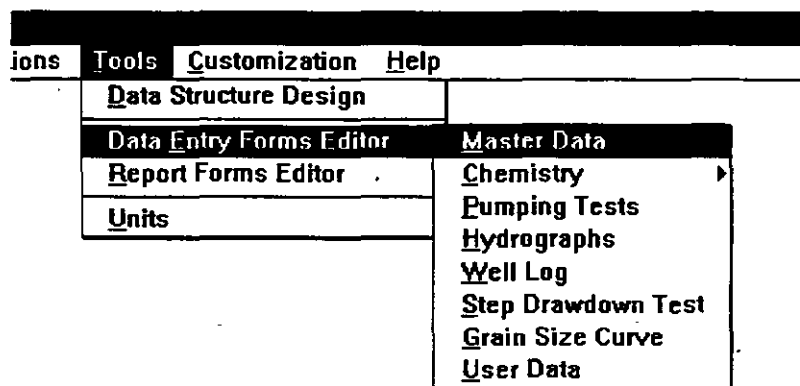 ions Tools Customization Help
Data Structure Design
Data Entry Forms Editor Master Data
Report Forms Editor Chemistry
Pumping Tests
Units Hydrographs
Well Log
Step Drawdown Test
Grain Size Curve
User Data